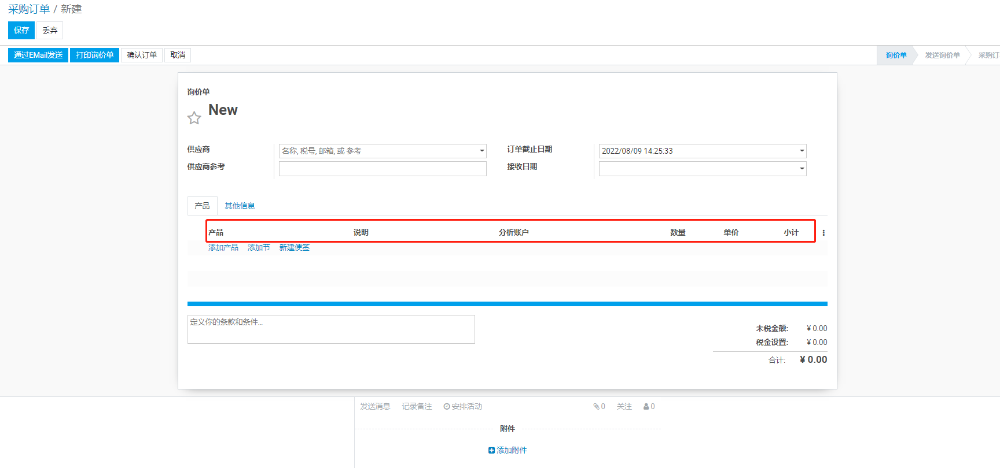 采购订单 / 新建
保存 丢弃
通过EMail发送 打印询价单 确认订单 取消 询价单 发送询价单 采购订
询价单
New
供应商 名称, 税号, 邮箱, 或 参考 订单截止日期 2022/08/09 14:25:33
供应商参考 接收日期
产品 其他信息
产品 说明 分析账户 数量 单价 小计
添加产品 添加节 新建便签
定义你的条款和条件...
未税金额: ¥ 0.00
税金设置: ¥ 0.00
合计: ¥ 0.00
发送消息 记录备注 安排活动 0 关注 0
附件
添加附件